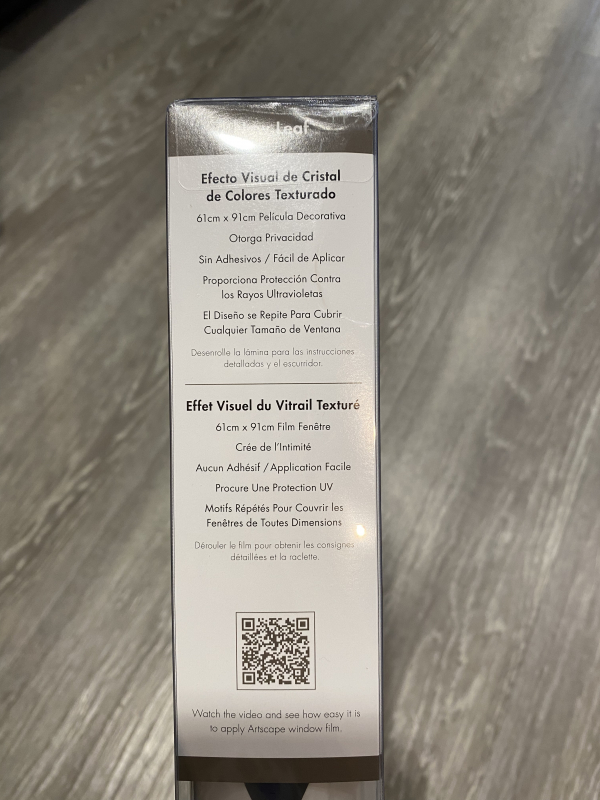 Leaf
Efecto Visual de Cristal
de Colores Texturado
61cm x 91cm Película Decorativa
Otorga Privacidad
Sin Adhesivos / Fácil de Aplicar
Proporciona Protección Contra
los Rayos Ultravioletas
El Diseño se Repite Para Cubrir
Cualquier Tamaño de Ventana
Desenrolle la lámina para las instrucciones
detalladas y el escurridor.
Effet Visuel du Vitrail Texturé
61cm x 91cm Film Fenêtre
Crée de l'Intimité
Aucun Adhésif / Application Facile
Procure Une Protection UV
Motifs Répétés Pour Couvrir les
Fenêtres de Toutes Dimensions
Dérouler le film pour obtenir les consignes
détaillées et la raclette.
Watch the video and see how easy it is
to apply Artscape window film.